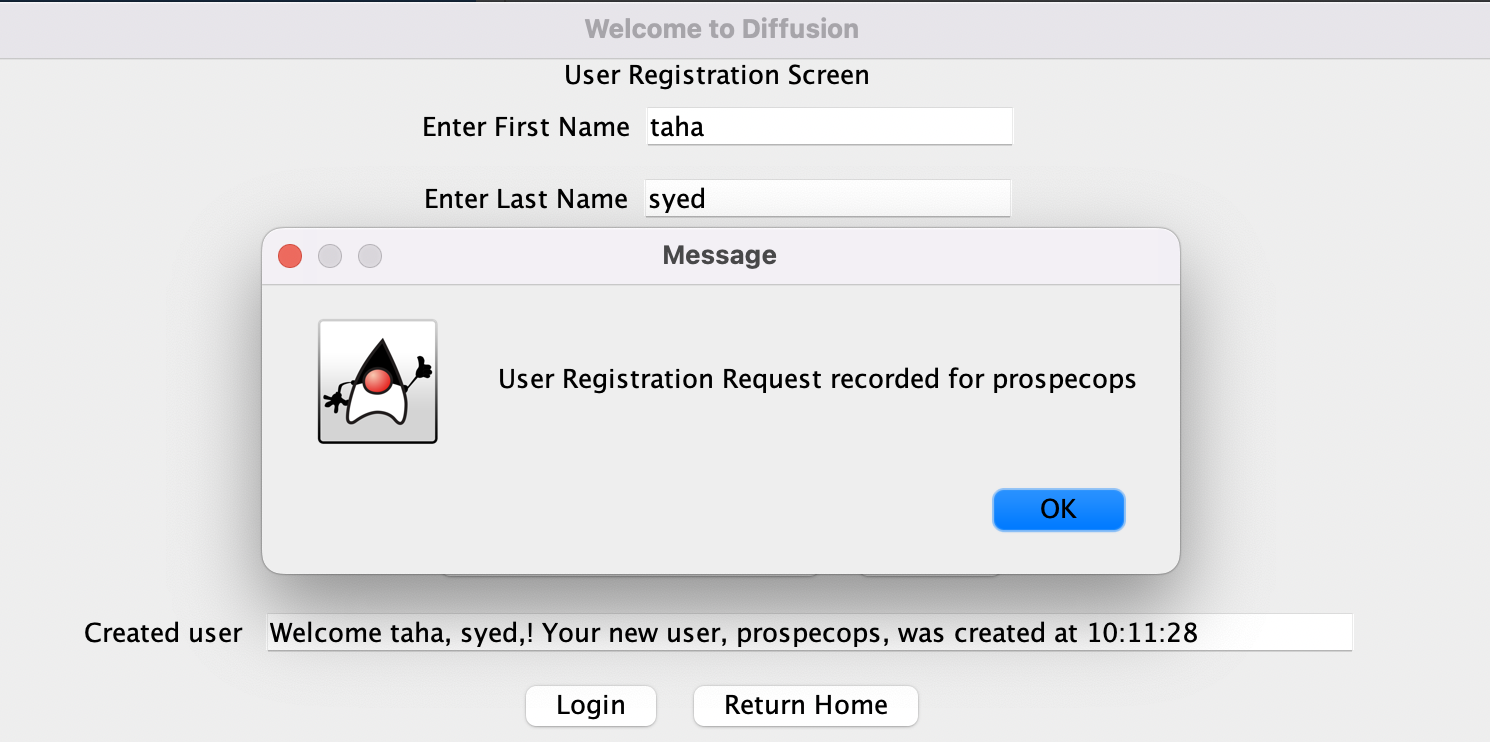 Welcome to Diffusion
User Registration Screen
Enter First Name taha
Enter Last Name syed
Message
User Registration Request recorded for prospecops
OK
Created user Welcome taha, syed,! Your new user, prospecops, was created at 10:11:28
Login Return Home